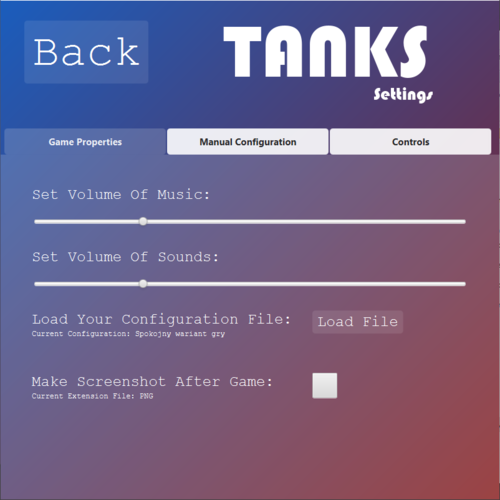 Back
TANKS
Settings
Game Properties
Manual Configuration
Controls
Set Volume Of Music:
Set Volume Of Sounds:
Load Your Configuration File:
Load File
Current Configuration: Spokojny wariant gry
Make Screenshot After Game:
Current Extension File: PNG